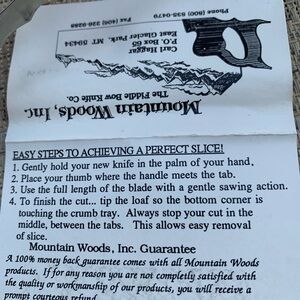 Mountain Woods, Inc.
The Fiddle Bow Knife Co.
Carl Haggar
P.O. Box 65
East Glacier Park, MT 59434
Phone (800) 835-0479
Fax (406) 226-9288
EASY STEPS TO ACHIEVING A PERFECT SLICE!
1. Gently hold your new knife in the palm of your hand.
2. Place your thumb where the handle meets the tab.
3. Use the full length of the blade with a gentle sawing action.
4. To finish the cut... tip the loaf so the bottom corner is
touching the crumb tray. Always stop your cut in the
middle, between the tabs. This allows easy removal
of slice.
Mountain Woods, Inc. Guarantee
A 100% money back guarantee comes with all Mountain Woods
products. If for any reason you are not completly satisfied with
the quality or workmanship of our products, you will receive a
prompt courteous refund